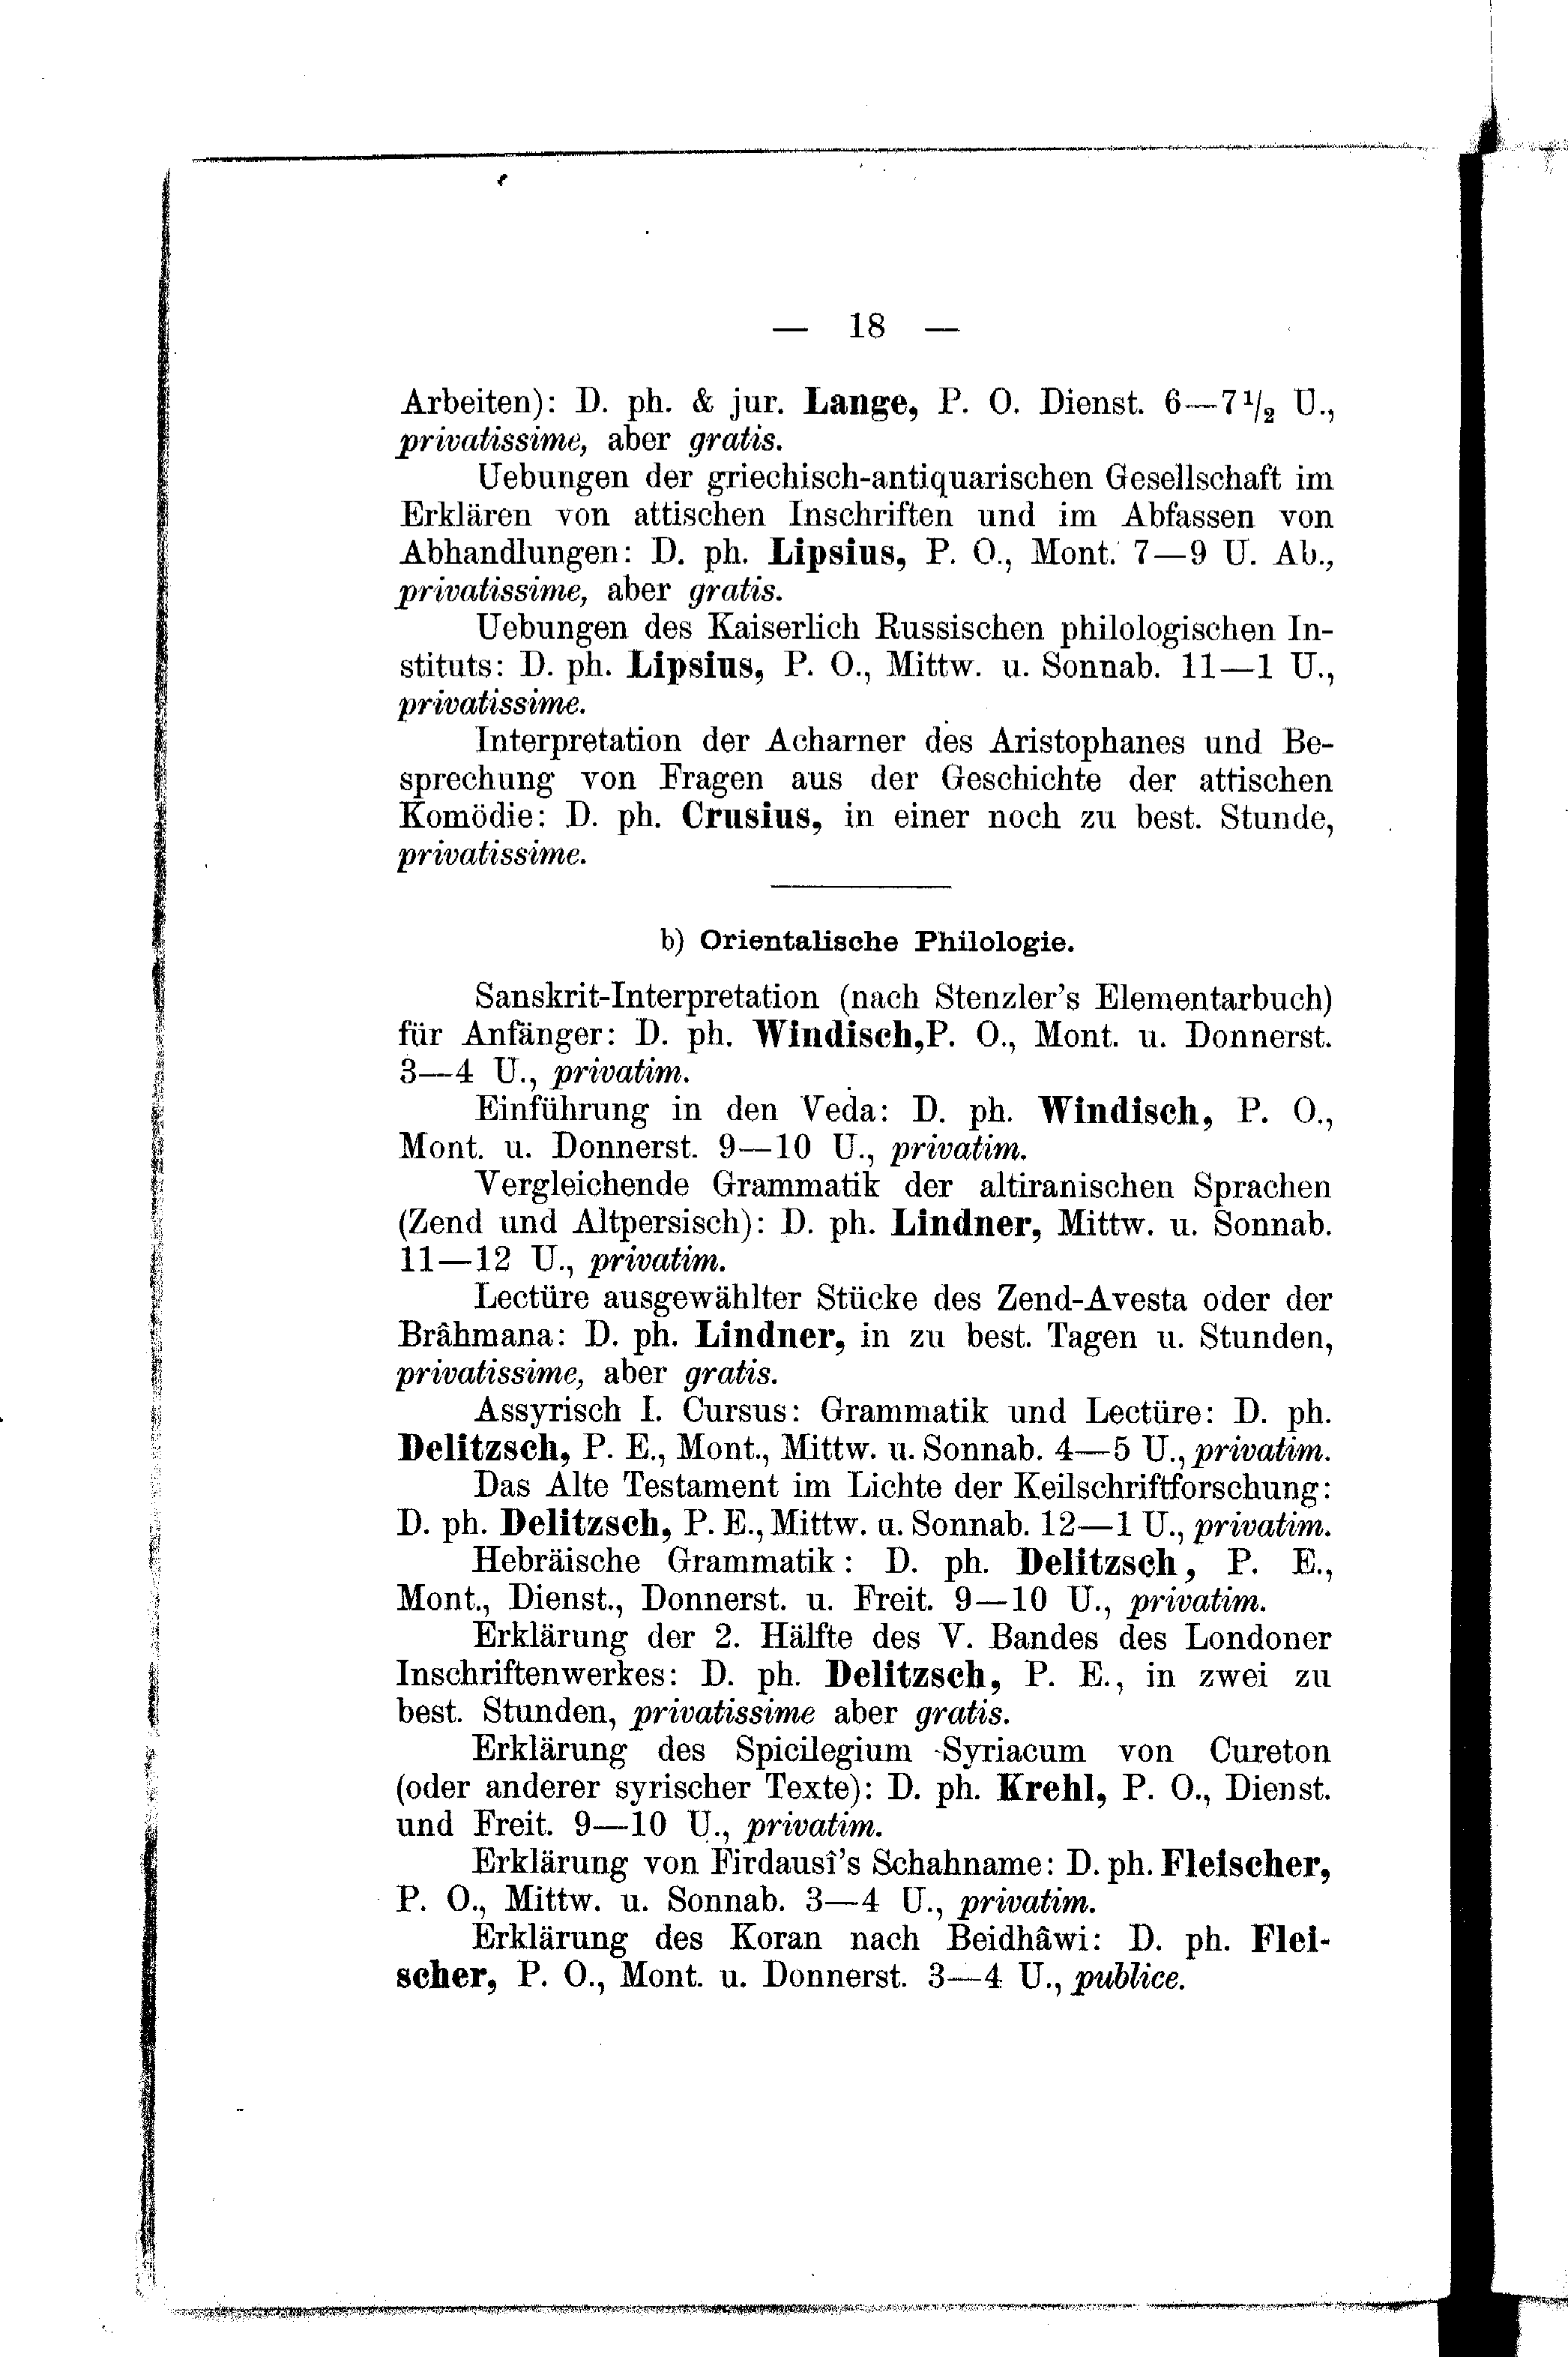 — 18 —
Arbeiten): D. ph. & jur. Lange, P. O. Dienst. 6—7½ U.,
privatissime, aber gratis.
Uebungen der griechisch-antiquarischen Gesellschaft im
Erklären von attischen Inschriften und im Abfassen von
Abhandlungen: D. ph. Lipsius, P. O., Mont. 7—9 U. Ab.,
privatissime, aber gratis.
Uebungen des Kaiserlich Russischen philologischen In-
stituts: D. ph. Lipsius, P. O., Mittw. u. Sonnab. 11—1 U.,
privatissime.
Interpretation der Acharner des Aristophanes und Be-
sprechung von Fragen aus der Geschichte der attischen
Komödie: D. ph. Crusius, in einer noch zu best. Stunde,
privatissime.
b) Orientalische Philologie.
Sanskrit-Interpretation (nach Stenzler's Elementarbuch)
für Anfänger: D. ph. Windisch,P. O., Mont. u. Donnerst.
3—4 U., privatim.
Einführung in den Veda: D. ph. Windisch, P. O.,
Mont. u. Donnerst. 9—10 U., privatim.
Vergleichende Grammatik der altiranischen Sprachen
(Zend und Altpersisch): D. ph. Lindner, Mittw. u. Sonnab.
11—12 U., privatim.
Lectüre ausgewählter Stücke des Zend-Avesta oder der
Brâhmana: D. ph. Lindner, in zu best. Tagen u. Stunden,
privatissime, aber gratis.
Assyrisch I. Cursus: Grammatik und Lectüre: D. ph.
Delitzsch, P. E., Mont., Mittw. u. Sonnab. 4—5 U., privatim.
Das Alte Testament im Lichte der Keilschriftforschung:
D. ph. Delitzsch, P. E., Mittw. u. Sonnab. 12—1 U., privatim.
Hebräische Grammatik: D. ph. Delitzsch, P. E.,
Mont., Dienst., Donnerst. u. Freit. 9—10 U., privatim.
Erklärung der 2. Hälfte des V. Bandes des Londoner
Inschriftenwerkes: D. ph. Delitzsch, P. E., in zwei zu
best. Stunden, privatissime aber gratis.
Erklärung des Spicilegium Syriacum von Cureton
(oder anderer syrischer Texte): D. ph. Krehl, P. O., Dienst.
und Freit. 9—10 U., privatim.
Erklärung von Firdausî's Schahname: D. ph. Fleischer,
P. O., Mittw. u. Sonnab. 3—4 U., privatim.
Erklärung des Koran nach Beidhâwi: D. ph. Flei-
scher, P. O., Mont. u. Donnerst. 3—4 U., publice.